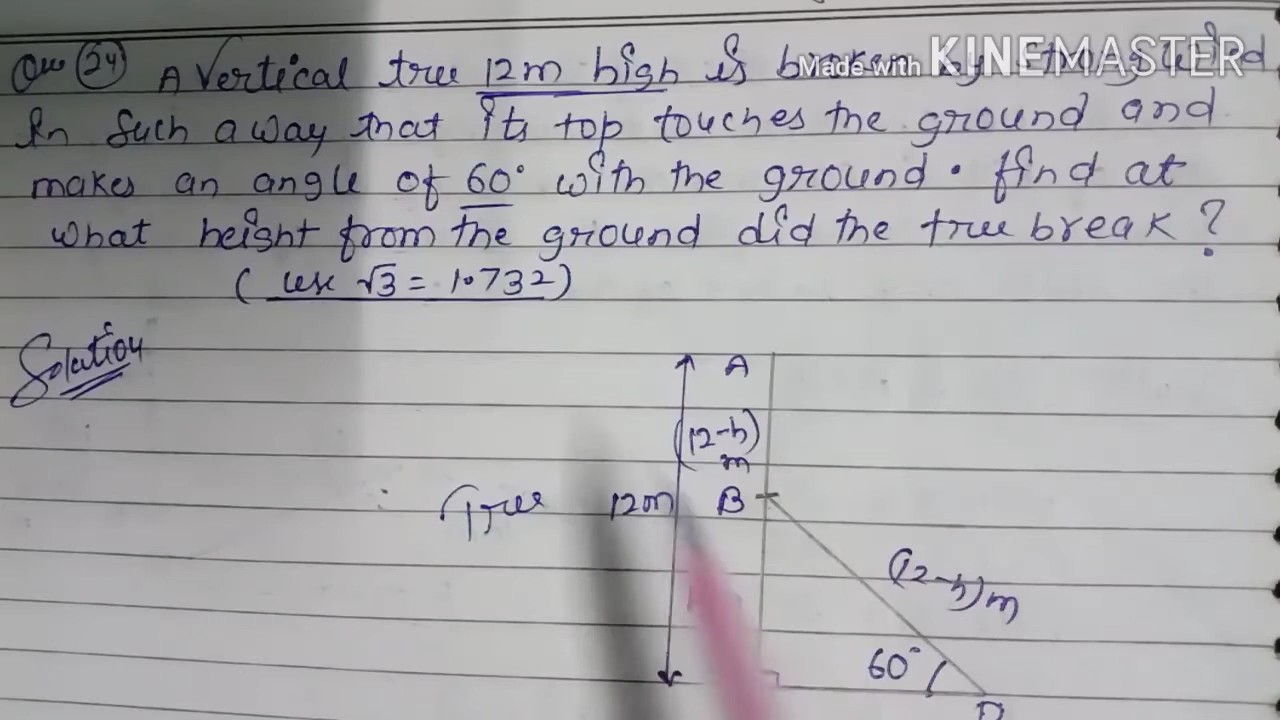 Que (24) A Vertical tree 12m high is broken by strong wind
Made with KINEMASTER
In such a way that its top touches the ground and
makes an angle of 60° with the ground. find at
what height from the ground did the tree break?
(use √3 = 1.732)
Solution
A
(12-h)
m
Tree 12m B
(12-h)m
60°